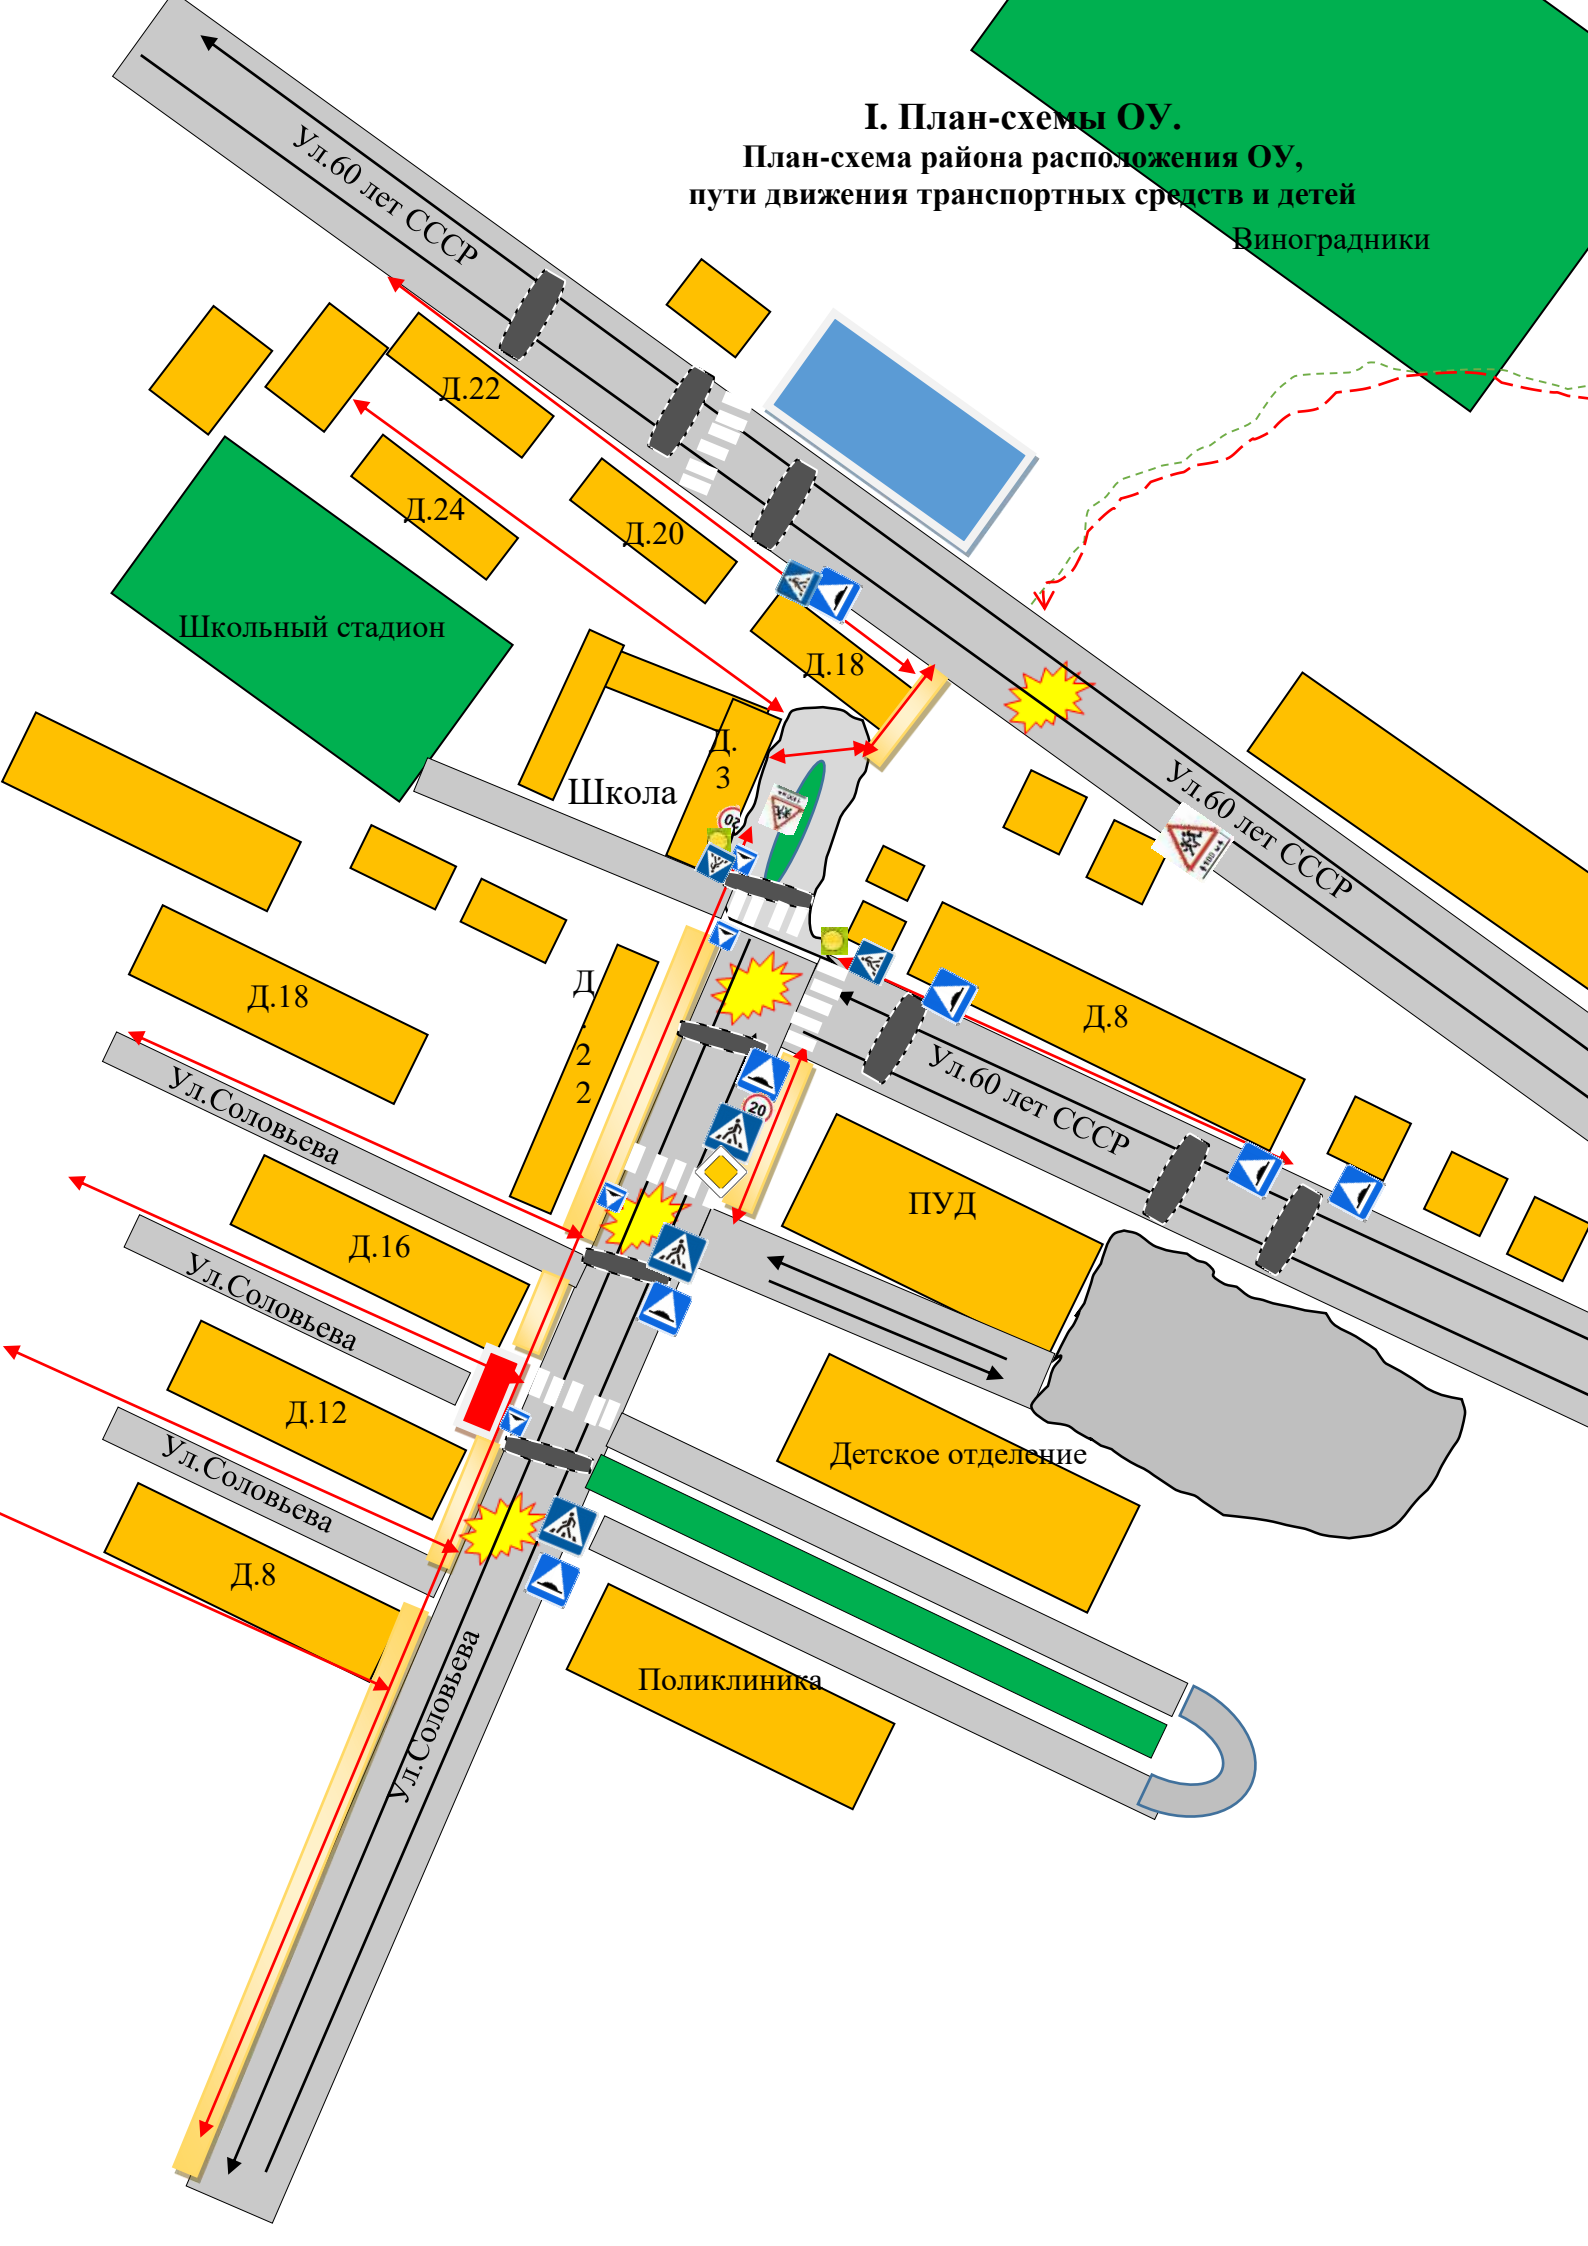 I. План-схемы ОУ.
План-схема района расположения ОУ,
пути движения транспортных средств и детей
Виноградники
Ул.60 лет СССР
Д.22
Д.24
Д.20
Школьный стадион
Д.18
Д.
3
Школа
20
Ул.60 лет СССР
Д.18
Д
.
2
2
Д.8
Ул.60 лет СССР
20
Ул.Соловьева
ПУД
Д.16
Ул.Соловьева
Д.12
Детское отделение
Ул.Соловьева
Д.8
Поликлиника
Ул.Соловьева